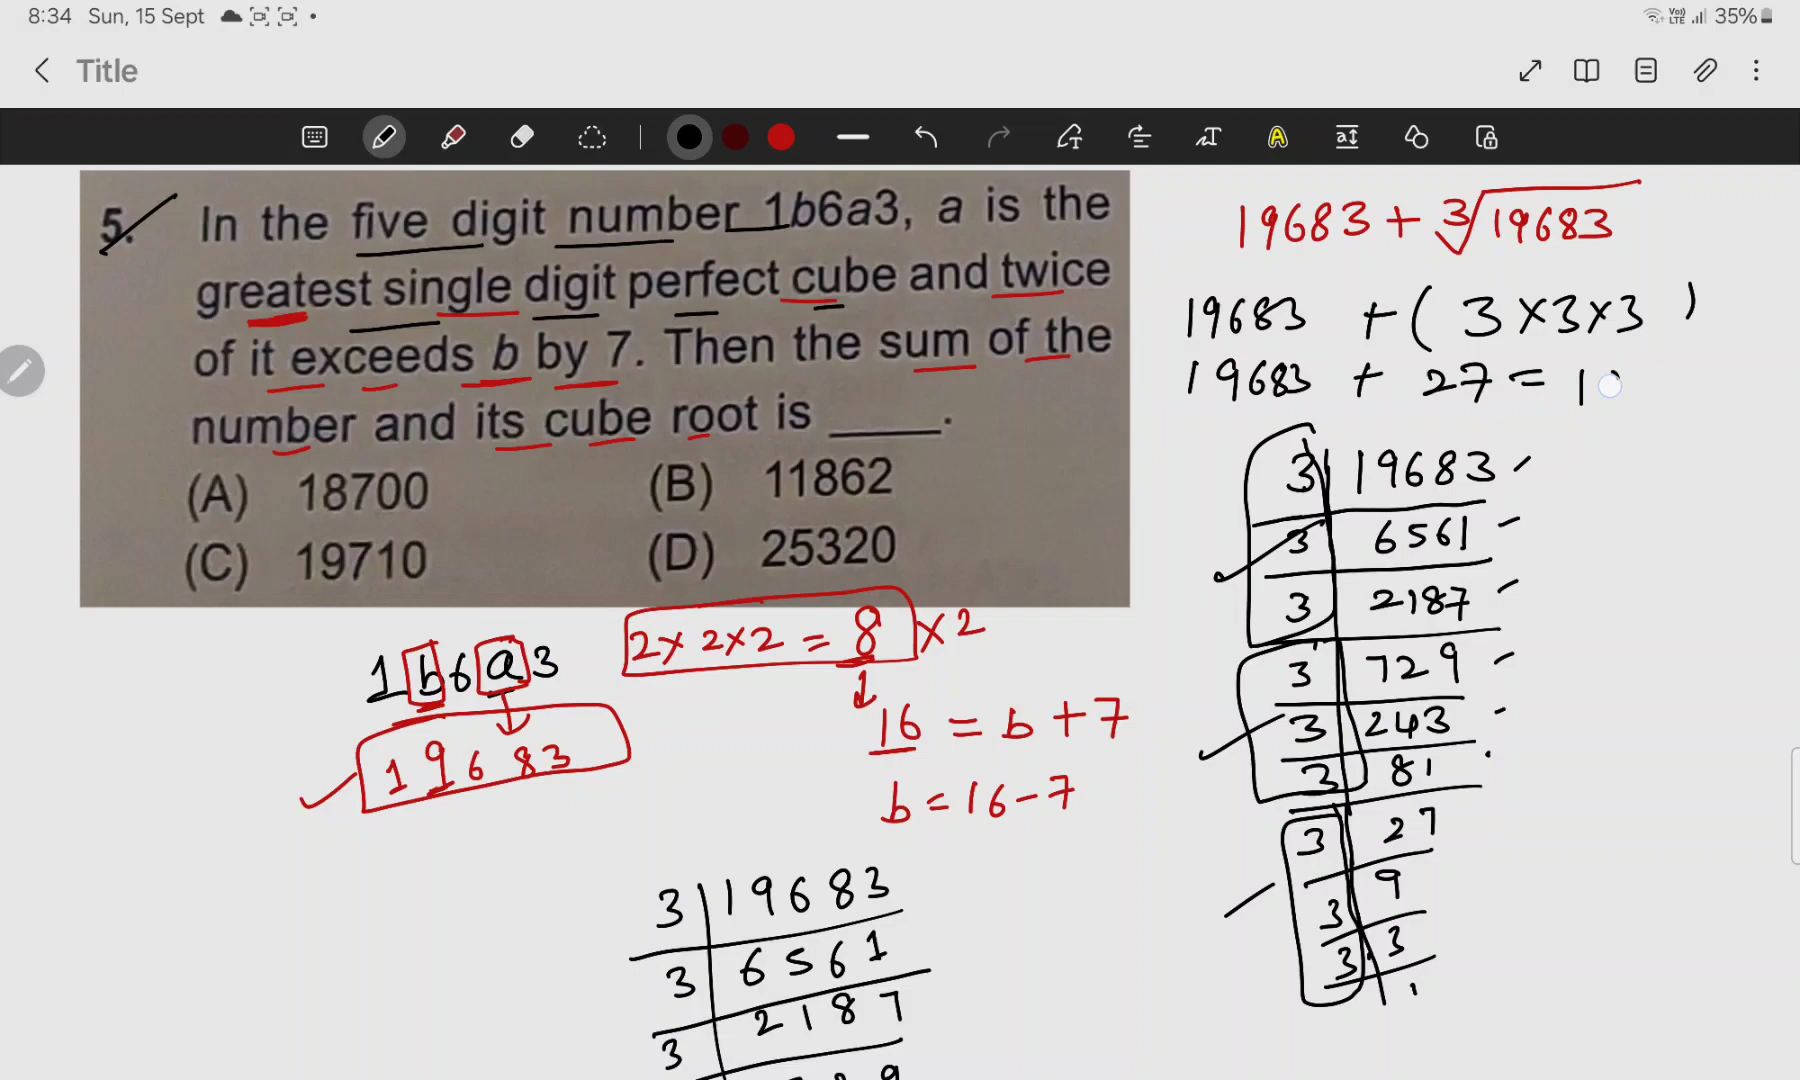 8:34 Sun, 15 Sept
35%
Title
5. In the five digit number 1b6a3, a is the
greatest single digit perfect cube and twice
of it exceeds b by 7. Then the sum of the
number and its cube root is ______.
(A) 18700 (B) 11862
(C) 19710 (D) 25320
19683 + 3√19683
19683 + ( 3×3×3 )
19683 + 27 = 1
3 19683
3 6561
3 2187
3 729
3 243
3 81
3 27
3 9
3 3
1
1b6a3
19683
2×2×2 = 8 ×2
16 = b + 7
b = 16 - 7
3 19683
3 6561
3 2187